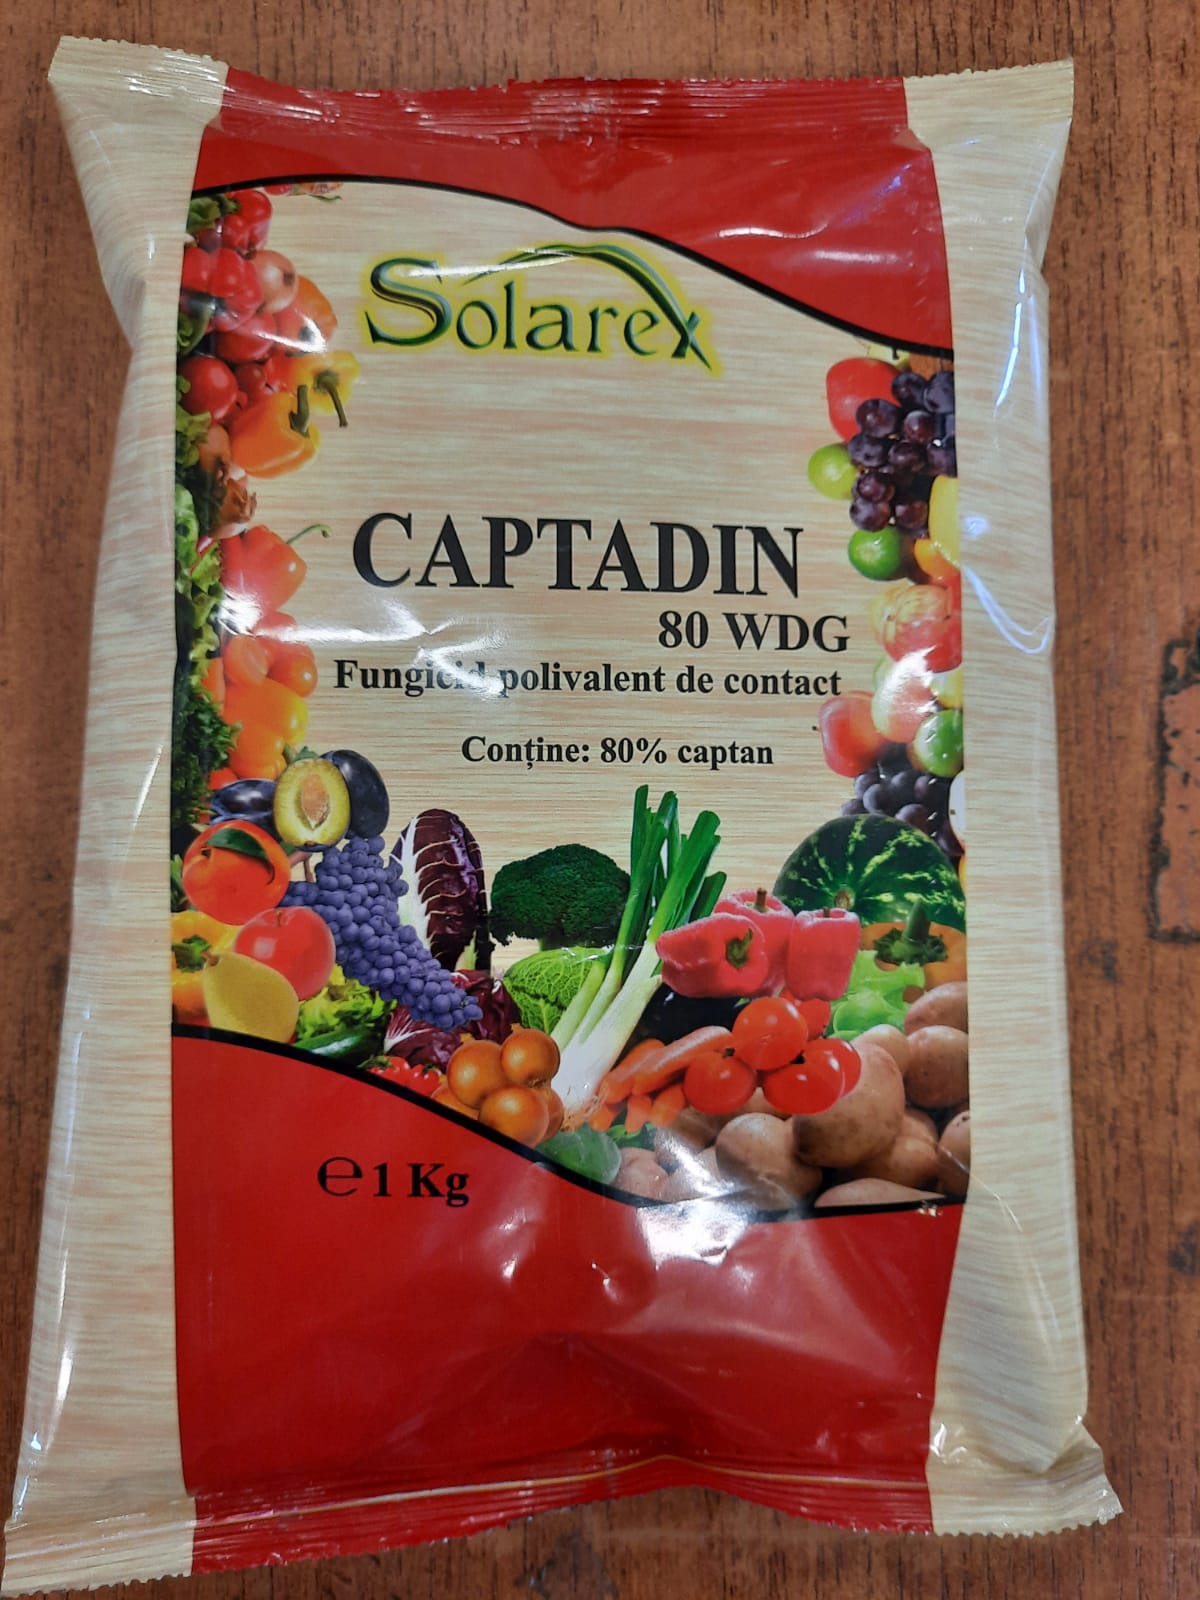 Solarex
CAPTADIN
80 WDG
Fungicid polivalent de contact
Conține: 80% captan
℮ 1 Kg